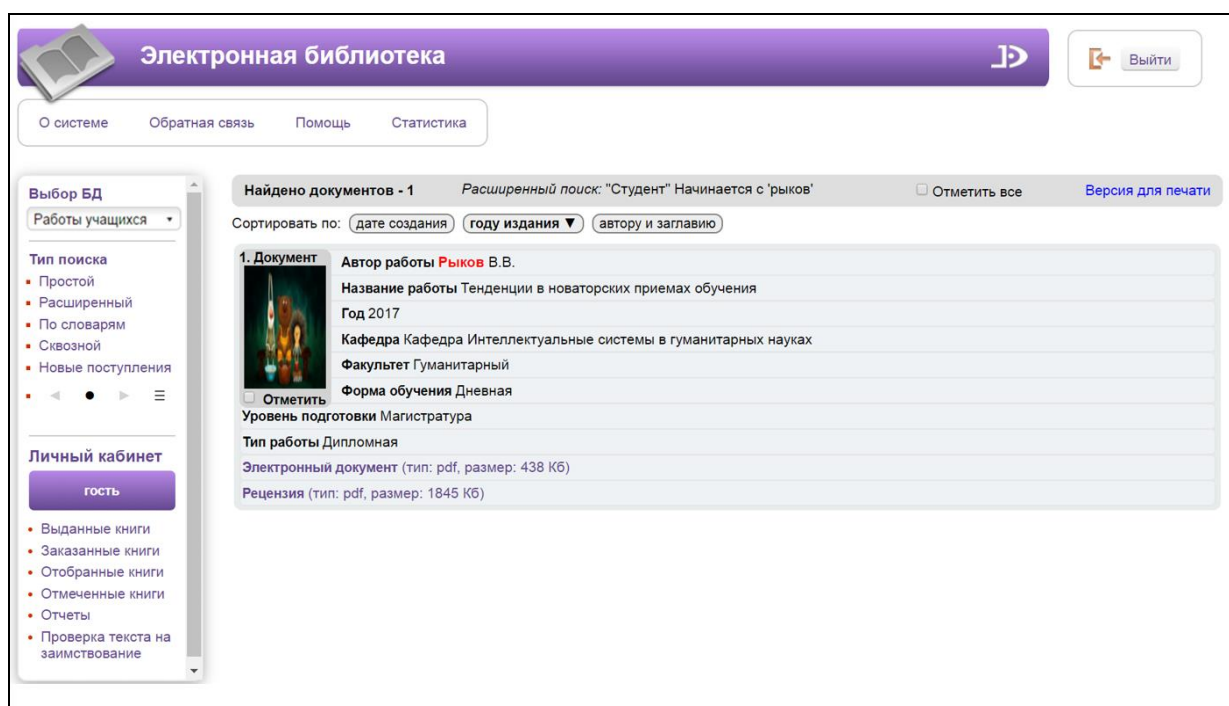 Электронная библиотека
Выйти
О системе Обратная связь Помощь Статистика
Выбор БД
Работы учащихся
Тип поиска
Простой
Расширенный
По словарям
Сквозной
Новые поступления
Личный кабинет
гость
Выданные книги
Заказанные книги
Отобранные книги
Отмеченные книги
Отчеты
Проверка текста на
заимствование
Найдено документов - 1 Расширенный поиск: "Студент" Начинается с 'рыков' Отметить все Версия для печати
Сортировать по: дате создания году издания ▼ автору и заглавию
1. Документ
Отметить
Автор работы Рыков В.В.
Название работы Тенденции в новаторских приемах обучения
Год 2017
Кафедра Кафедра Интеллектуальные системы в гуманитарных науках
Факультет Гуманитарный
Форма обучения Дневная
Уровень подготовки Магистратура
Тип работы Дипломная
Электронный документ (тип: pdf, размер: 438 Кб)
Рецензия (тип: pdf, размер: 1845 Кб)